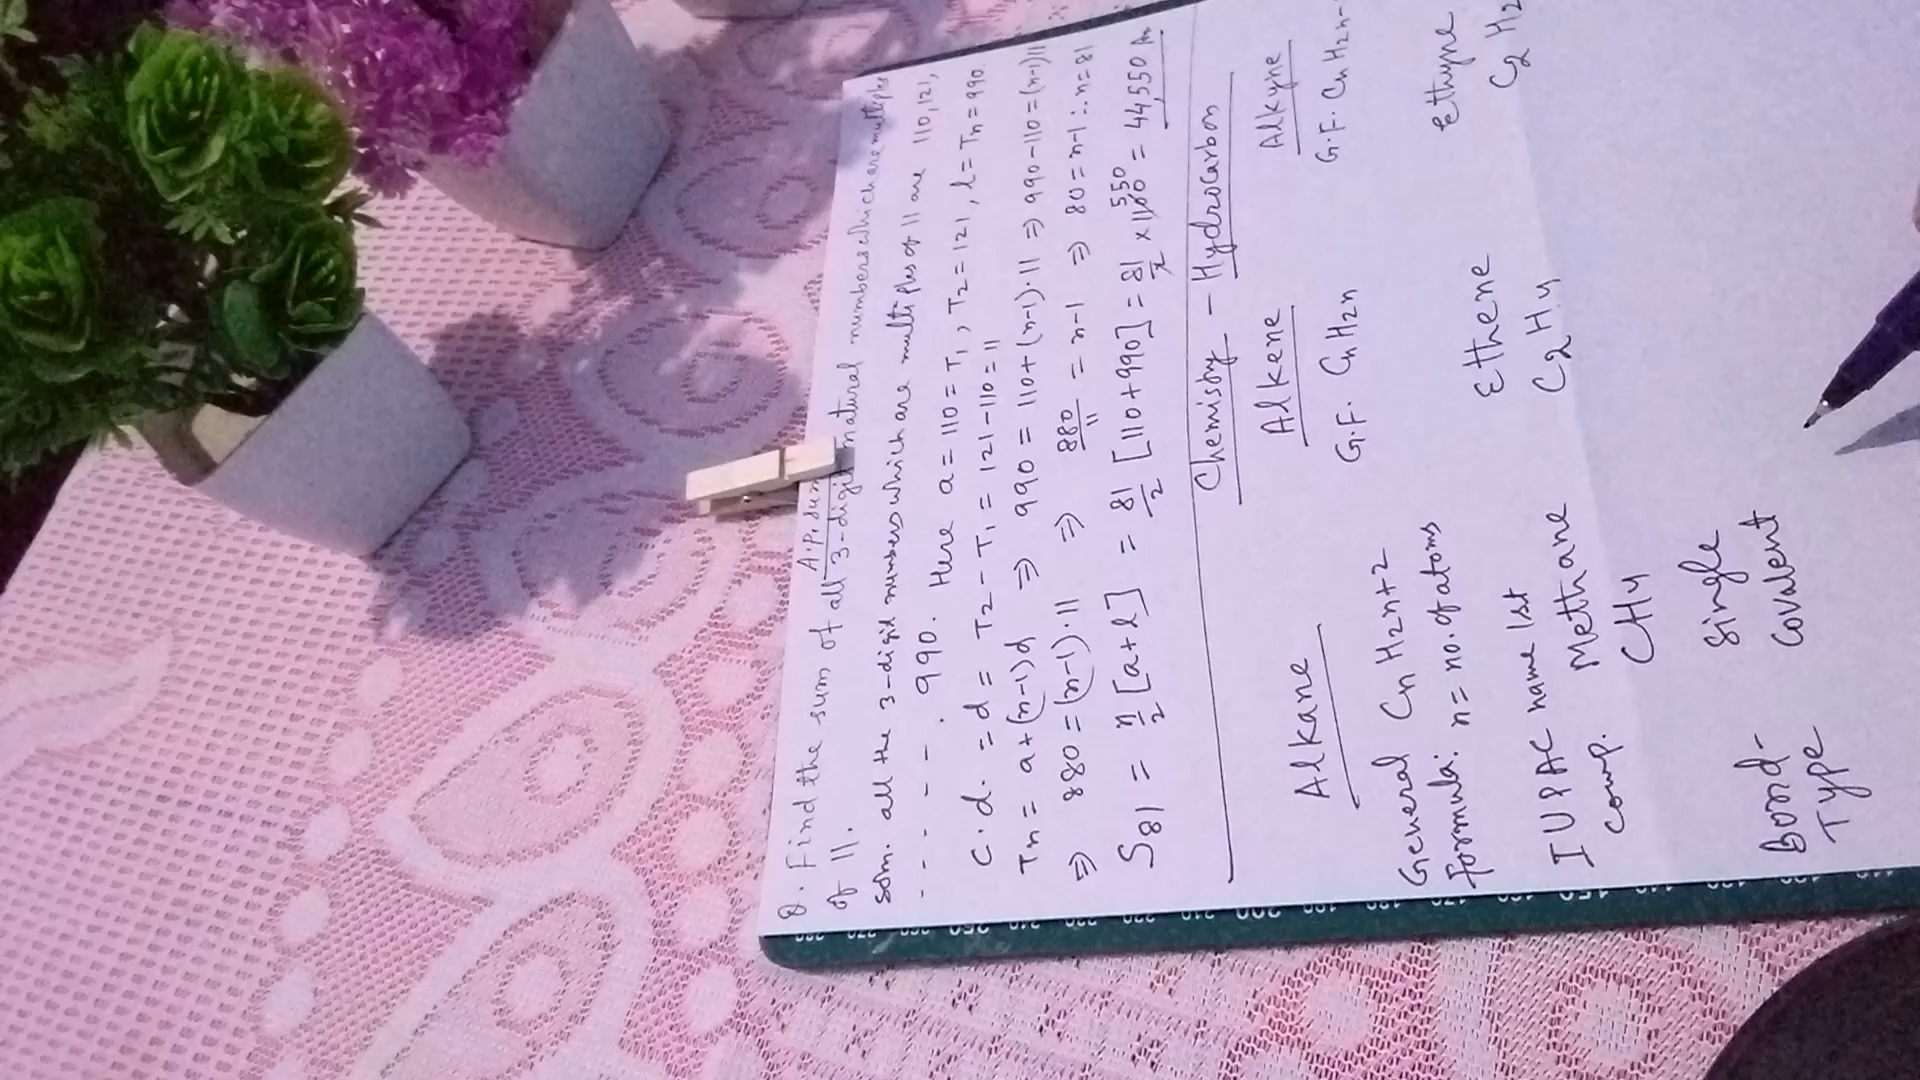 A.P. sum
Q. Find the sum of all 3-digit natural numbers which are multiples
of 11.
Som. all the 3-digit numbers which are multiples of 11 are 110, 121,
- - - - . 990. Here a = 110 = T1, T2 = 121, l = Tn = 990.
C.d. = d = T2 - T1 = 121 - 110 = 11
Tn = a + (n-1)d ⇒ 990 = 110 + (n-1).11 ⇒ 990 - 110 = (n-1)11
⇒ 880 = (n-1).11 ⇒ 880/11 = n-1 ⇒ 80 = n-1 ∴ n = 81
S81 = n/2 [a+l] = 81/2 [110+990] = 81/2 x 1100 550 = 44,550
Chemistry - Hydrocarbon
Alkane Alkene Alkyne
General CnH2n+2 G.F. CnH2n G.F. CnH2n-
formula: n = no. of atoms
IUPAC name 1st Methane Ethene Ethyne
comp. CH4 C2H4 C2H2
Bond- Single
Type Covalent